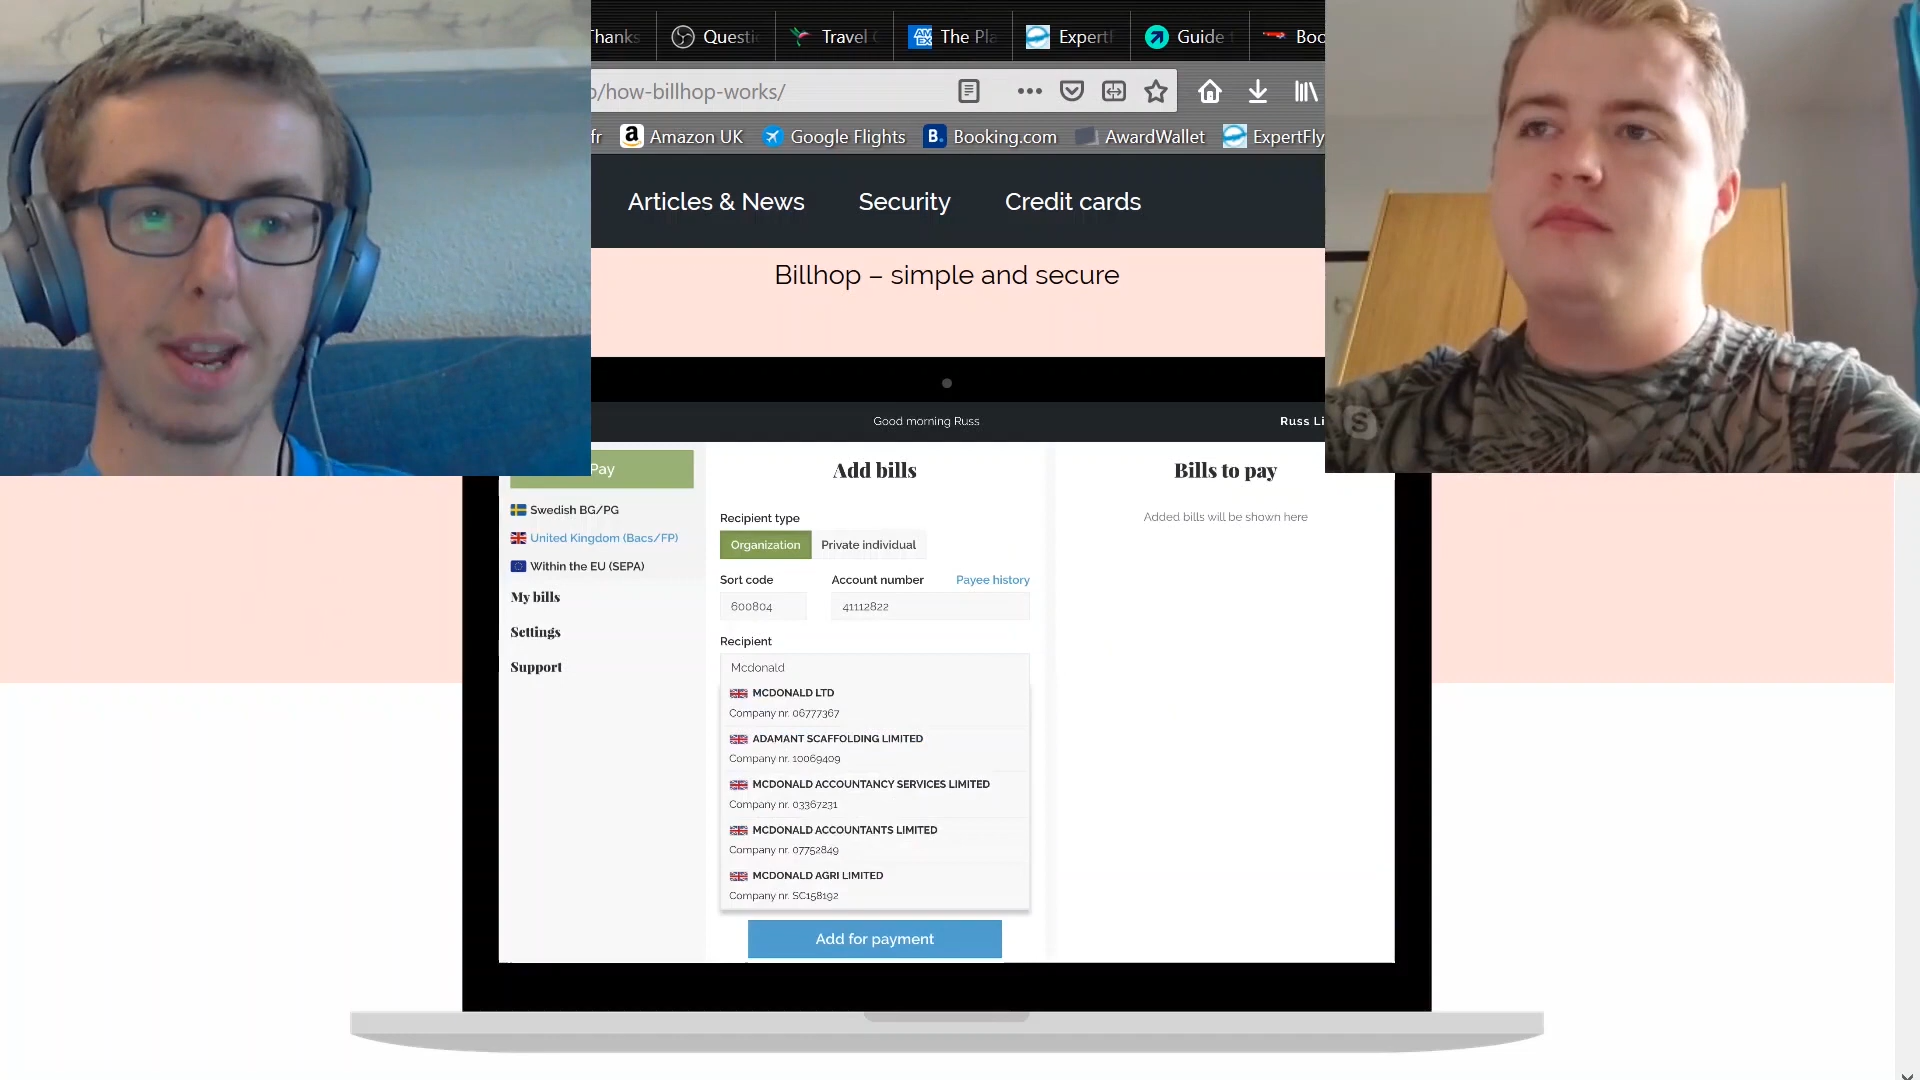 Thanks
Questi
Travel
The Pla
ExpertF
Guide
Boo
/how-billhop-works/
fr
Amazon UK
Google Flights
B.
Booking.com
AwardWallet
ExpertFly
Articles & News
Security
Credit cards
Billhop – simple and secure
Good morning Russ
Russ Li
Pay
Swedish BG/PG
United Kingdom (Bacs/FP)
Within the EU (SEPA)
My bills
Settings
Support
Add bills
Recipient type
Organization
Private individual
Sort code
Account number
Payee history
600804
41112822
Recipient
Mcdonald
MCDONALD LTD
Company nr. 06777367
ADAMANT SCAFFOLDING LIMITED
Company nr. 10069409
MCDONALD ACCOUNTANCY SERVICES LIMITED
Company nr. 03367231
MCDONALD ACCOUNTANTS LIMITED
Company nr. 07752849
MCDONALD AGRI LIMITED
Company nr. SC158192
Add for payment
Bills to pay
Added bills will be shown here